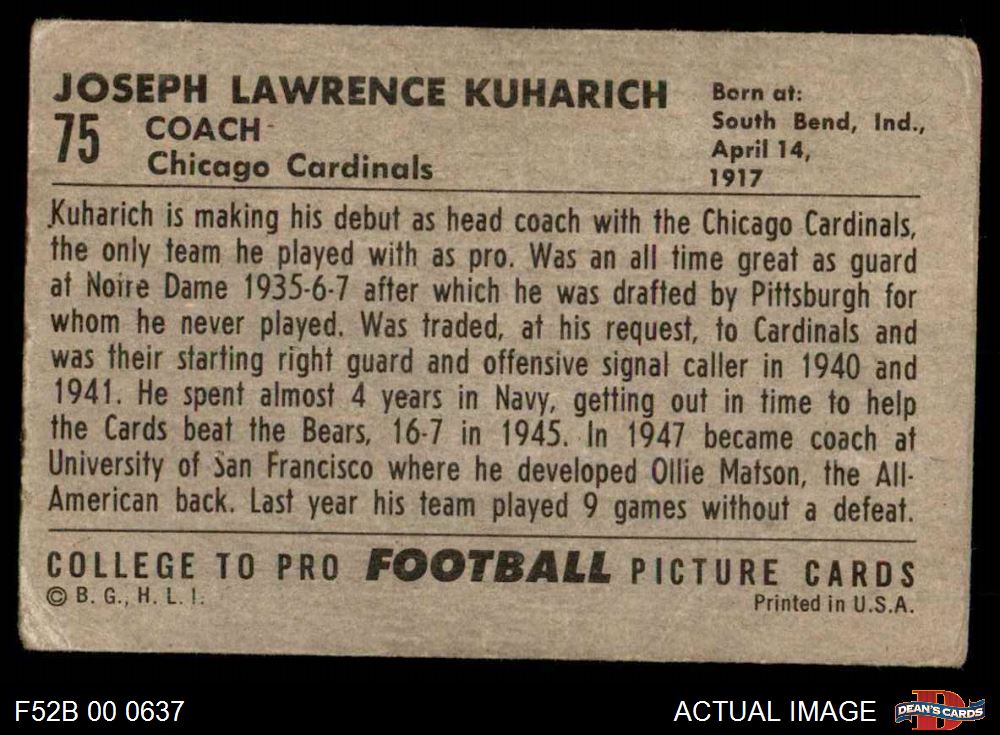 JOSEPH LAWRENCE KUHARICH
75 COACH
Chicago Cardinals
Born at:
South Bend, Ind.,
April 14,
1917
Kuharich is making his debut as head coach with the Chicago Cardinals,
the only team he played with as pro. Was an all time great as guard
at Notre Dame 1935-6-7 after which he was drafted by Pittsburgh for
whom he never played. Was traded, at his request, to Cardinals and
was their starting right guard and offensive signal caller in 1940 and
1941. He spent almost 4 years in Navy, getting out in time to help
the Cards beat the Bears, 16-7 in 1945. In 1947 became coach at
University of San Francisco where he developed Ollie Matson, the All-
American back. Last year his team played 9 games without a defeat.
COLLEGE TO PRO FOOTBALL PICTURE CARDS
© B. G., H. L. I.
Printed in U.S.A.
F52B 00 0637
ACTUAL IMAGE
D
DEAN'S CARDS